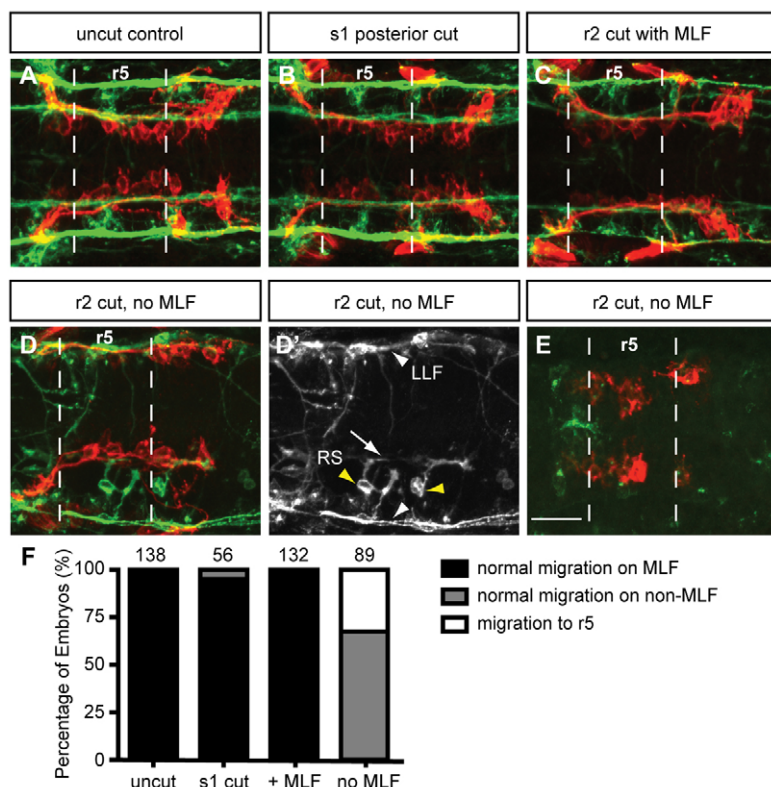 uncut control
s1 posterior cut
r2 cut with MLF
A r5
B r5
C r5
r2 cut, no MLF
r2 cut, no MLF
r2 cut, no MLF
D r5
D'
LLF
RS
E r5
F
138 56 132 89
100
75
50
25
0
Percentage of Embryos (%)
uncut s1 cut + MLF no MLF
normal migration on MLF
normal migration on non-MLF
migration to r5